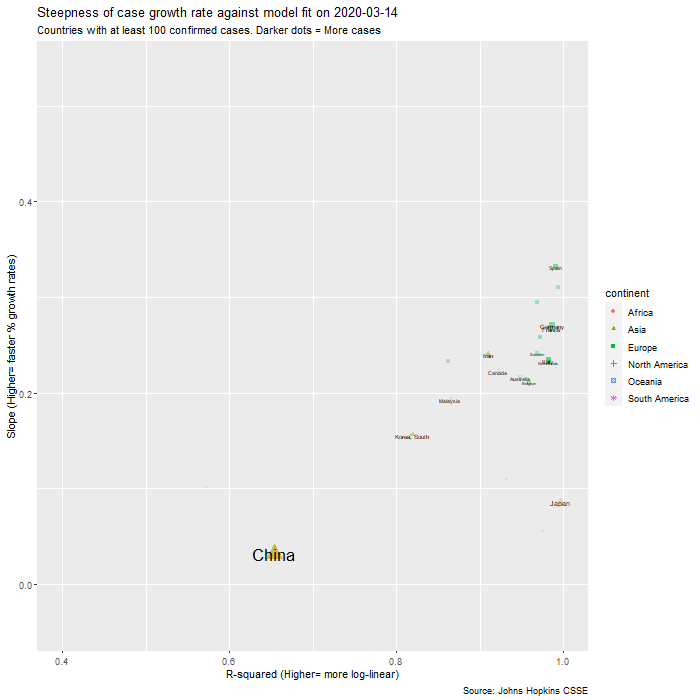 Steepness of case growth rate against model fit on 2020-03-14
Countries with at least 100 confirmed cases. Darker dots = More cases
Slope (Higher= faster % growth rates)
0.4
0.2
0.0
Spain
Germany
France
Iran
Canada
Australia
Belgium
Malaysia
Korea, South
Japan
China
0.4
0.6
0.8
1.0
R-squared (Higher= more log-linear)
continent
Africa
Asia
Europe
North America
Oceania
South America
Source: Johns Hopkins CSSE